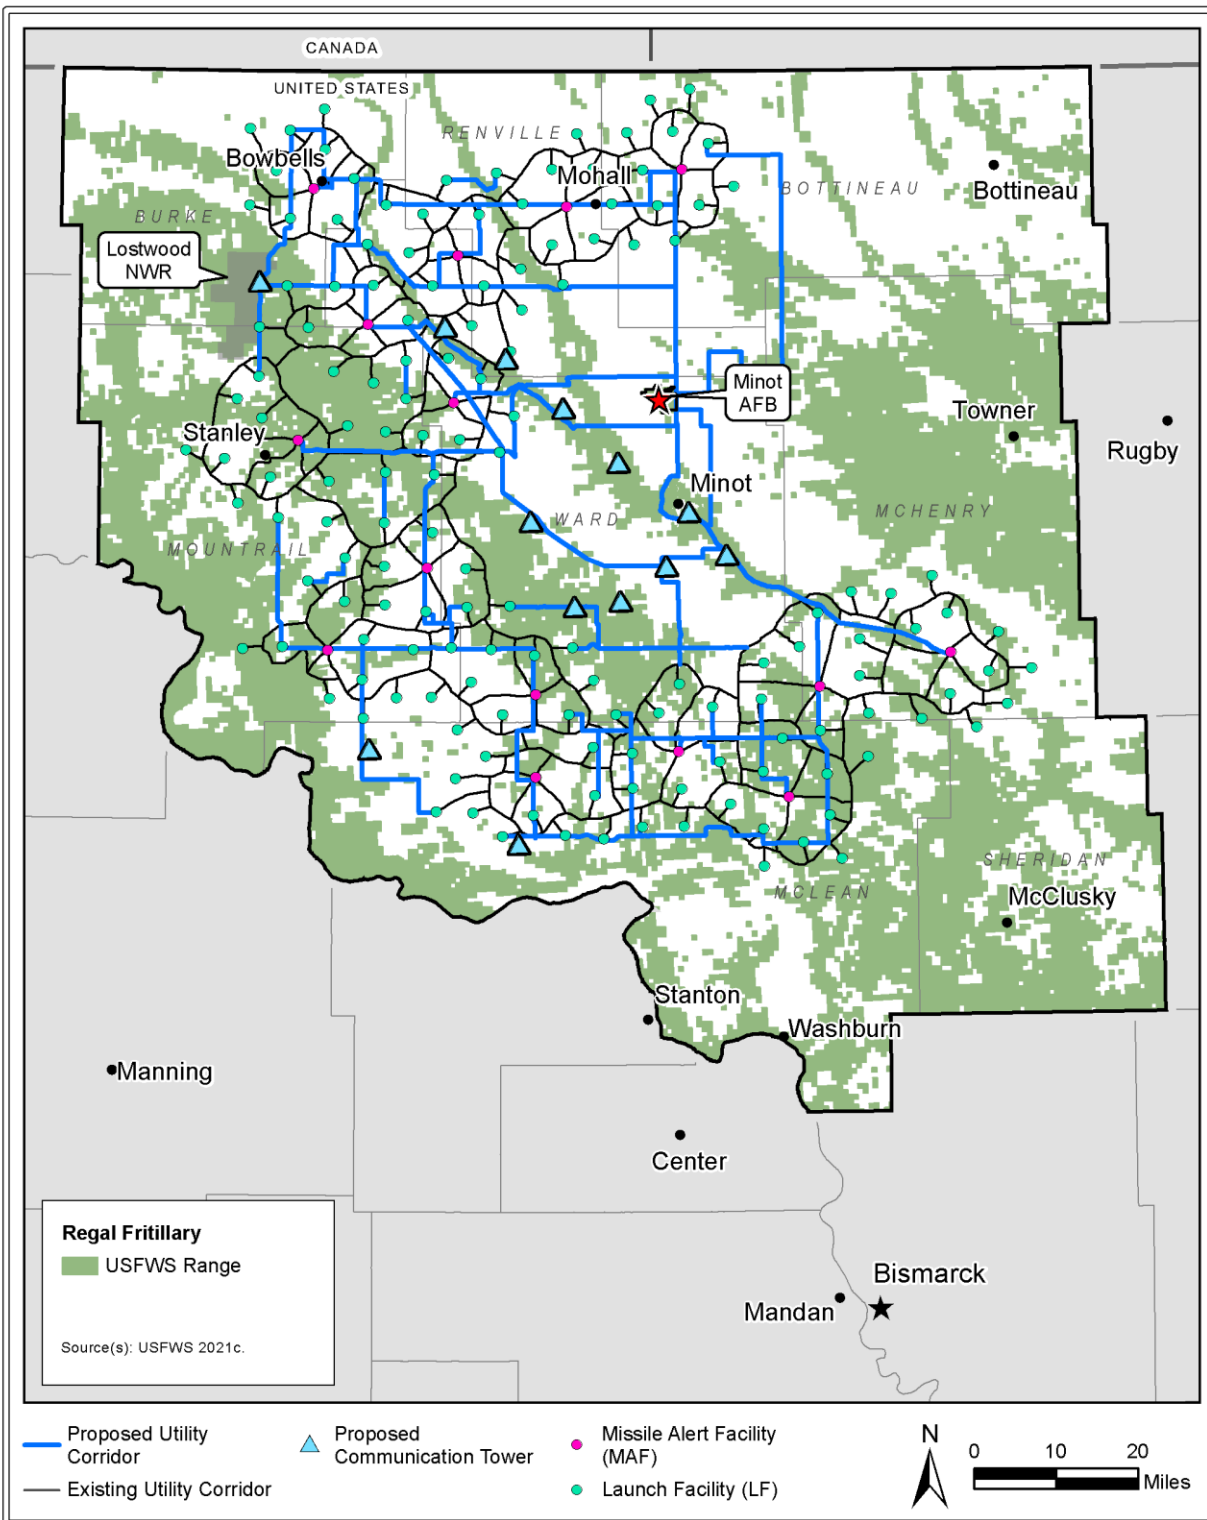 CANADA
UNITED STATES
RENVILLE
Bowbells
Mohall
BOTTINEAU
Bottineau
BURKE
Lostwood
NWR
Minot
AFB
Towner
Rugby
Stanley
Minot
WARD
MCHENRY
MOUNTRAIL
SHERIDAN
MCLEAN
McClusky
Stanton
Washburn
Manning
Center
Regal Fritillary
USFWS Range
Source(s): USFWS 2021c.
Bismarck
Mandan
Proposed Utility
Corridor
Existing Utility Corridor
Proposed
Communication Tower
Missile Alert Facility
(MAF)
Launch Facility (LF)
N
0 10 20
Miles